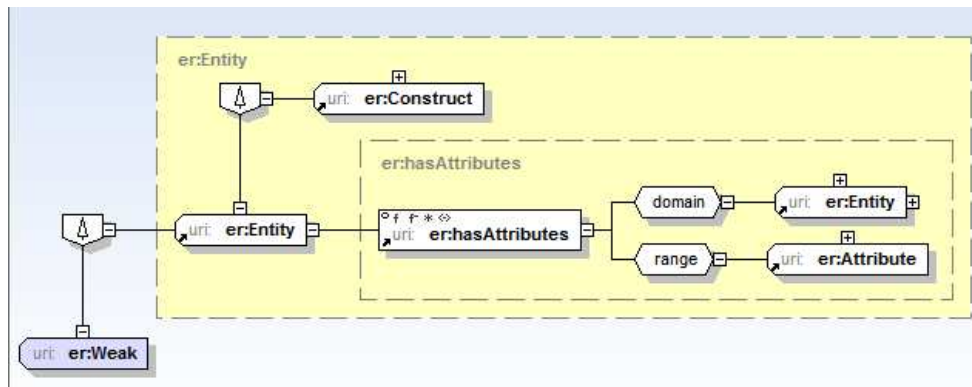 er:Entity
uri: er:Construct
er:hasAttributes
domain
uri: er:Entity
uri: er:Entity
uri: er:hasAttributes
range
uri: er:Attribute
uri: er:Weak